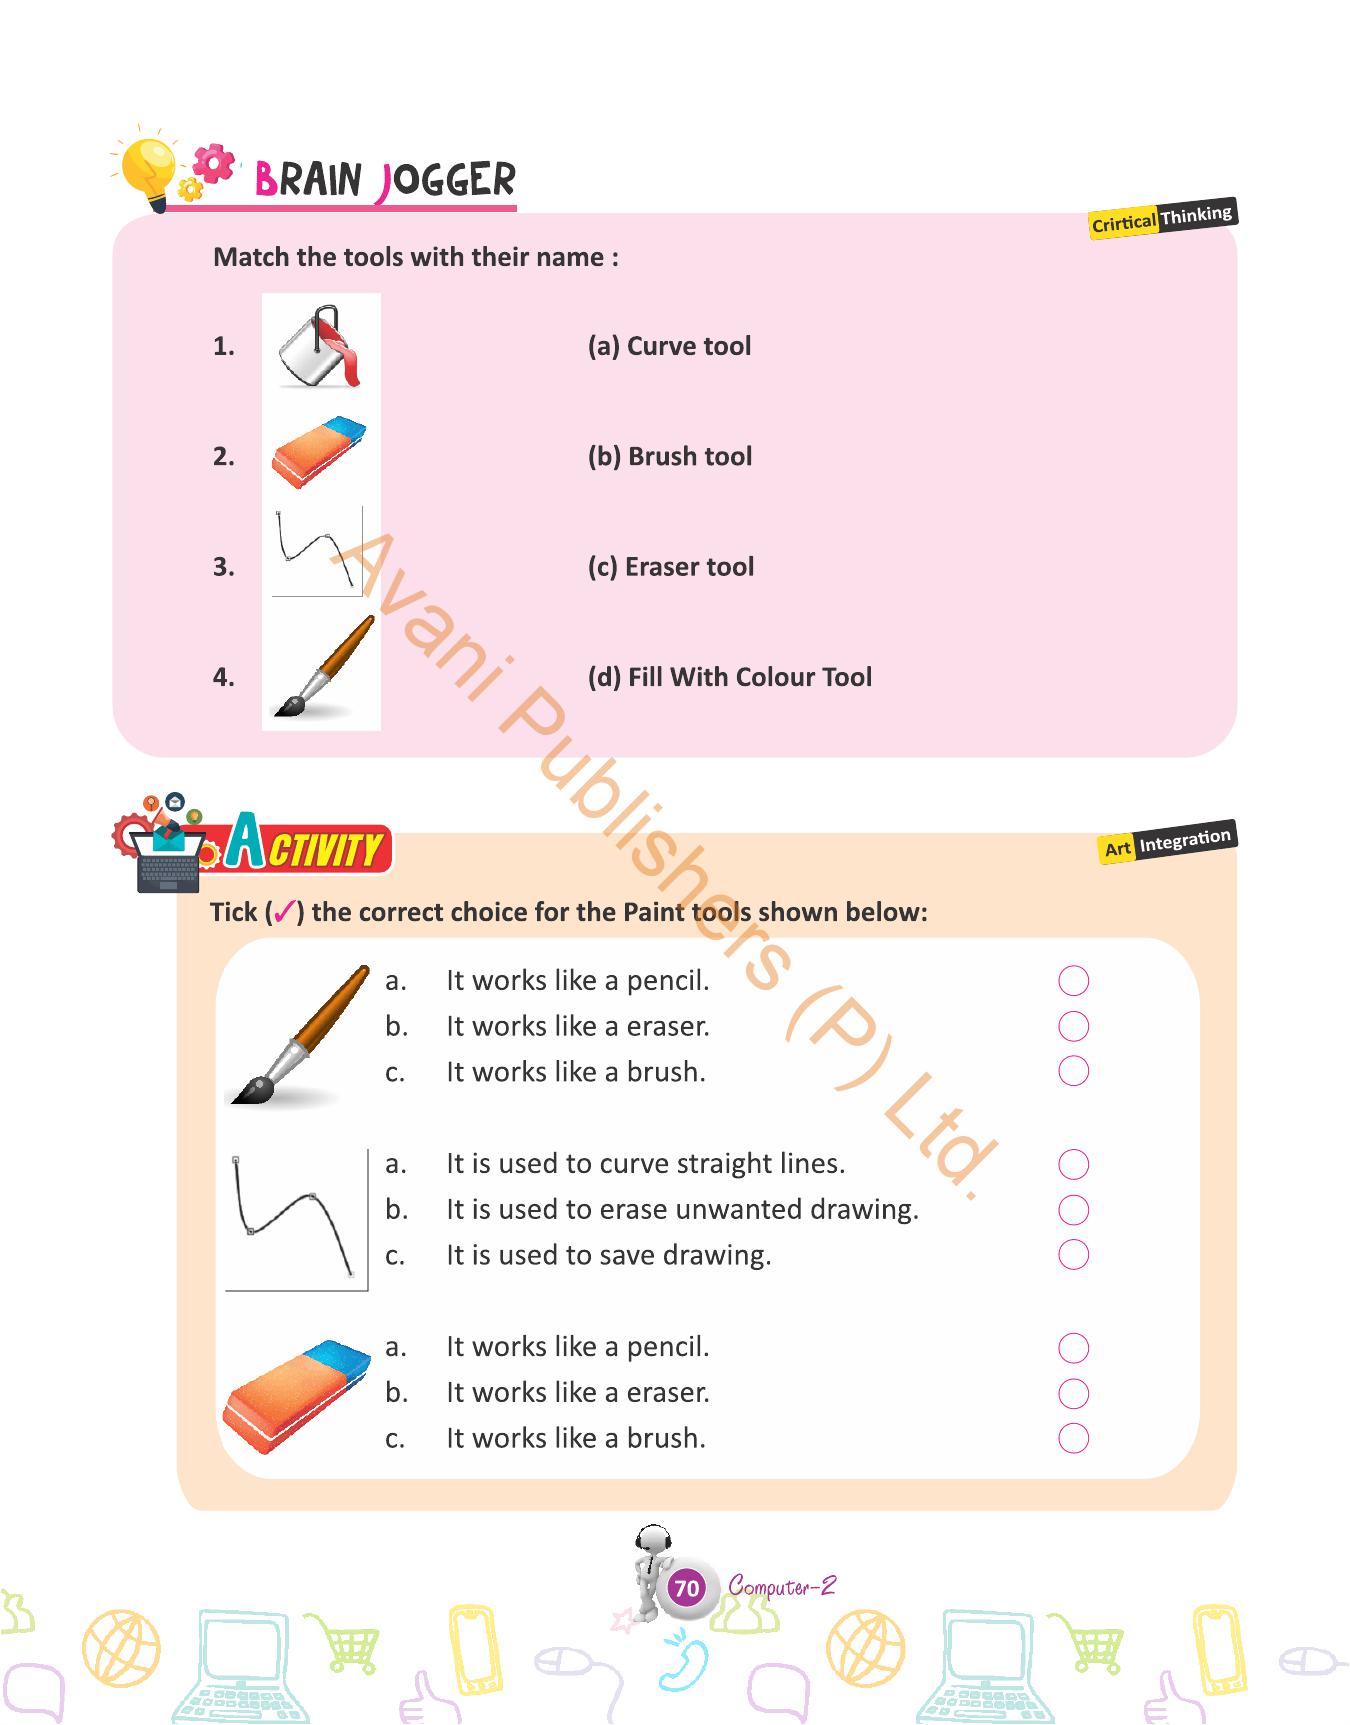 BRAIN JOGGER
Crirtical Thinking
Match the tools with their name :
1. (a) Curve tool
2. (b) Brush tool
3. (c) Eraser tool
4. (d) Fill With Colour Tool
ACTIVITY
Art Integration
Tick (✓) the correct choice for the Paint tools shown below:
a. It works like a pencil.
b. It works like a eraser.
c. It works like a brush.
a. It is used to curve straight lines.
b. It is used to erase unwanted drawing.
c. It is used to save drawing.
a. It works like a pencil.
b. It works like a eraser.
c. It works like a brush.
Avani Publishers (P) Ltd.
70 Computer-2